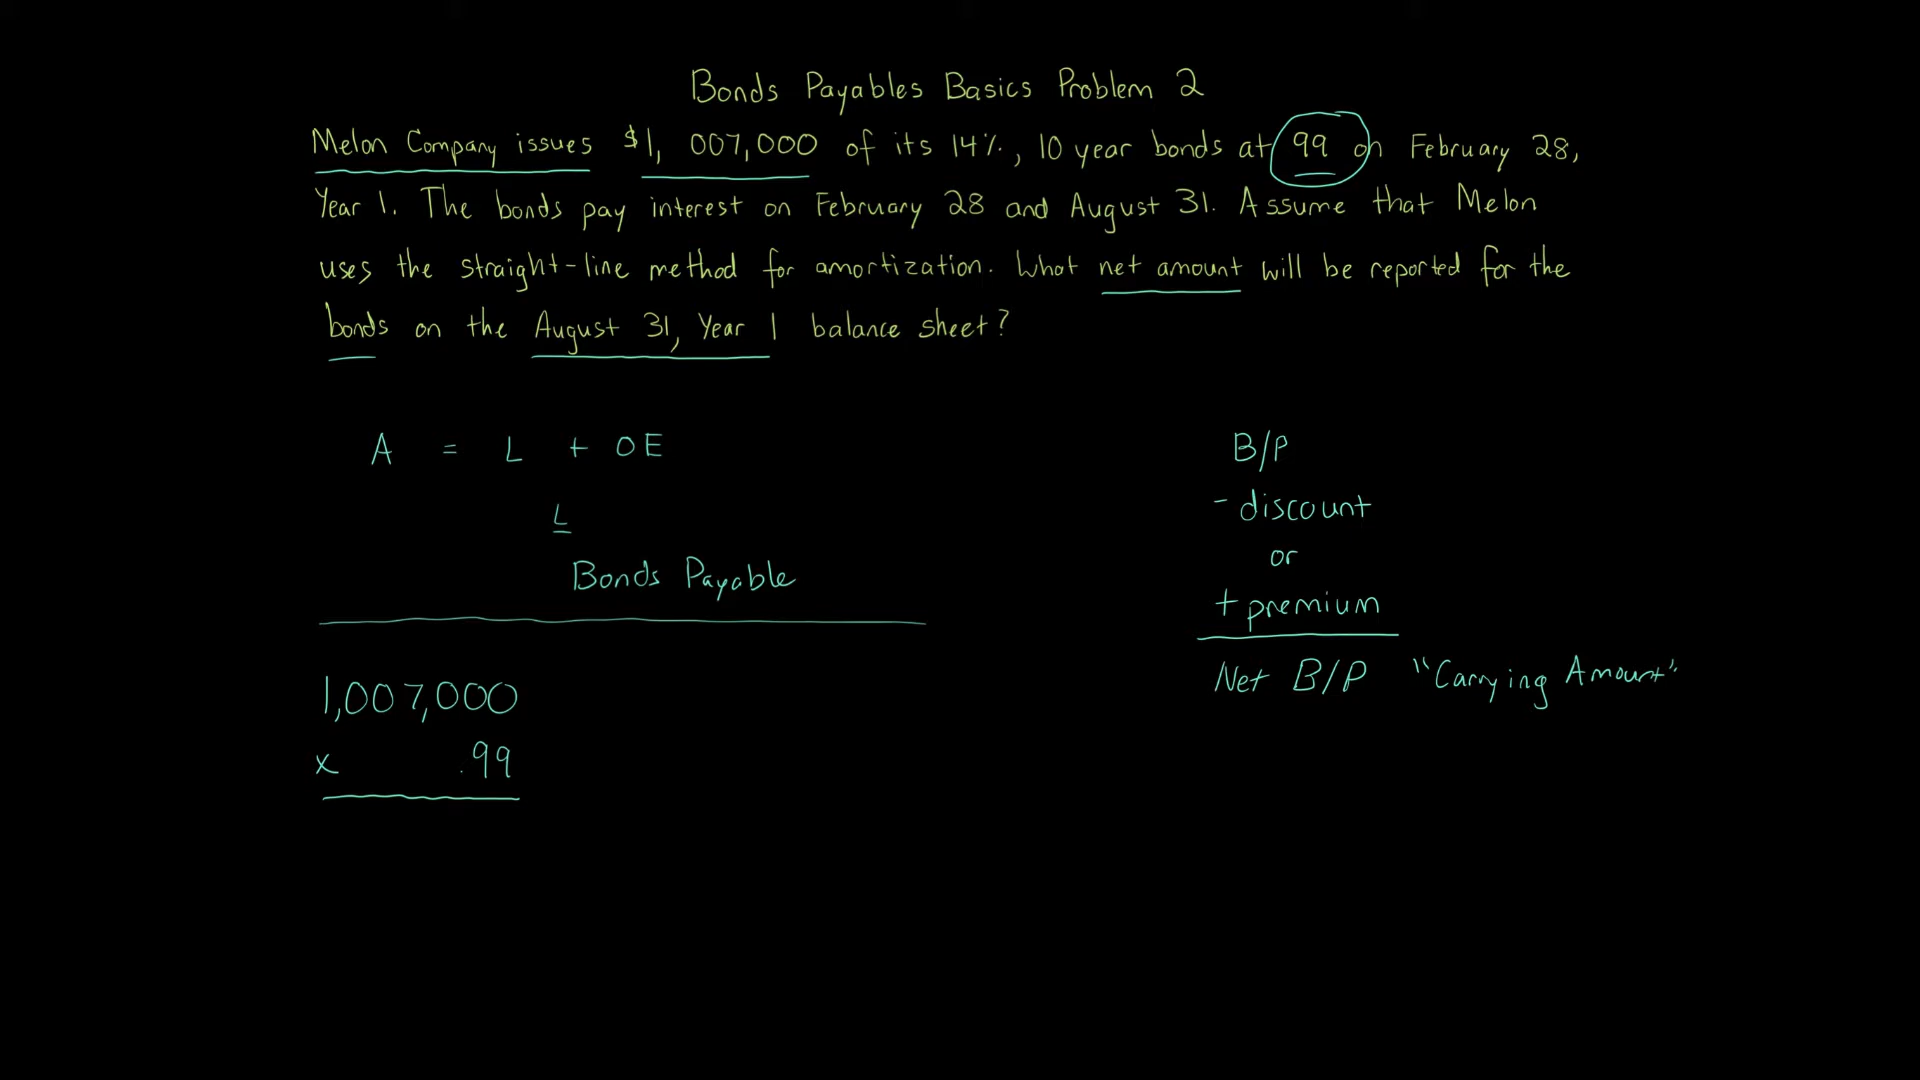 Bonds Payables Basics Problem 2
Melon Company issues $1, 007,000 of its 14%, 10 year bonds at 99 on February 28,
Year 1. The bonds pay interest on February 28 and August 31. Assume that Melon
uses the straight-line method for amortization. What net amount will be reported for the
bonds on the August 31, Year 1 balance sheet?
A = L + OE
L
Bonds Payable
1,007,000
x .99
B/P
- discount
or
+ premium
Net B/P "Carrying Amount"